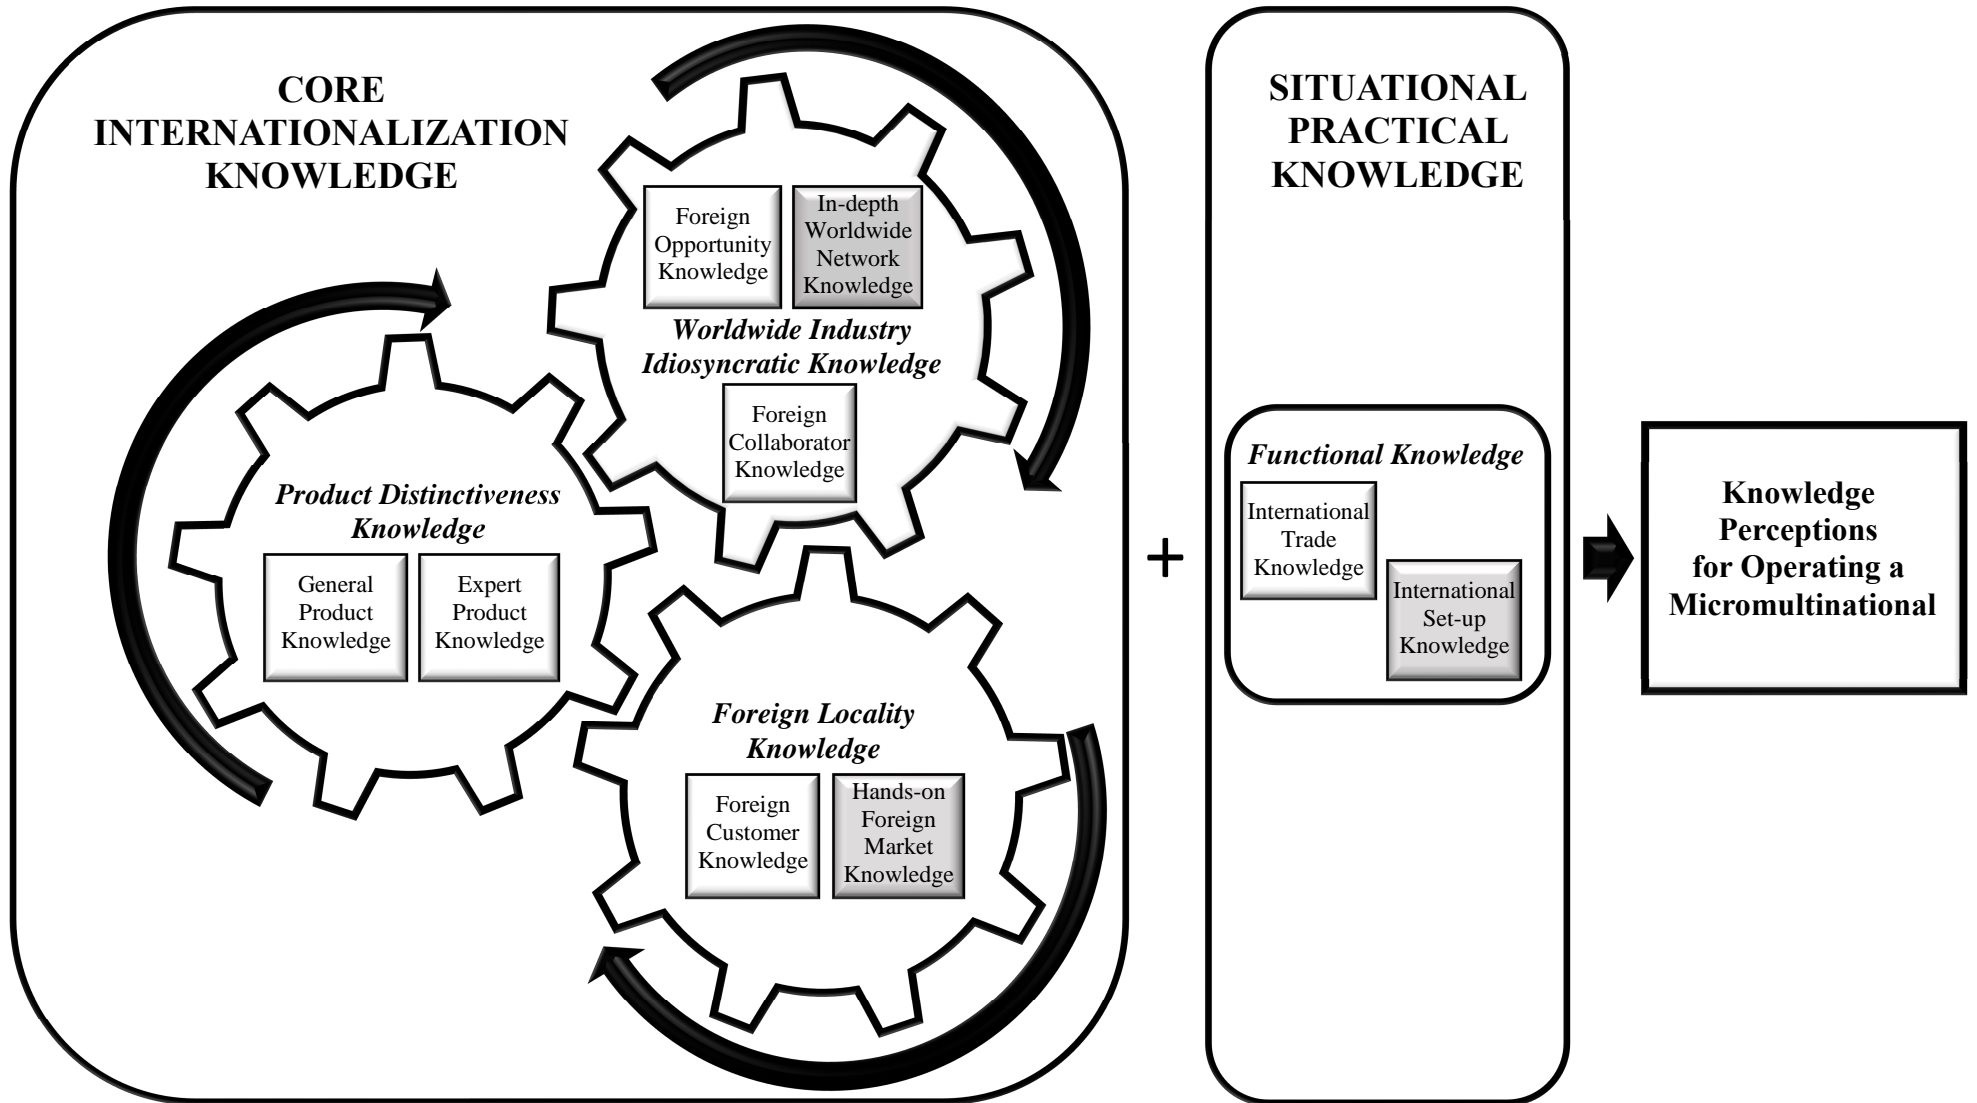 CORE
INTERNATIONALIZATION
KNOWLEDGE
Foreign
Opportunity
Knowledge
In-depth
Worldwide
Network
Knowledge
Worldwide Industry
Idiosyncratic Knowledge
Foreign
Collaborator
Knowledge
Product Distinctiveness
Knowledge
General
Product
Knowledge
Expert
Product
Knowledge
Foreign Locality
Knowledge
Foreign
Customer
Knowledge
Hands-on
Foreign
Market
Knowledge
+
SITUATIONAL
PRACTICAL
KNOWLEDGE
Functional Knowledge
International
Trade
Knowledge
International
Set-up
Knowledge
Knowledge
Perceptions
for Operating a
Micromultinational